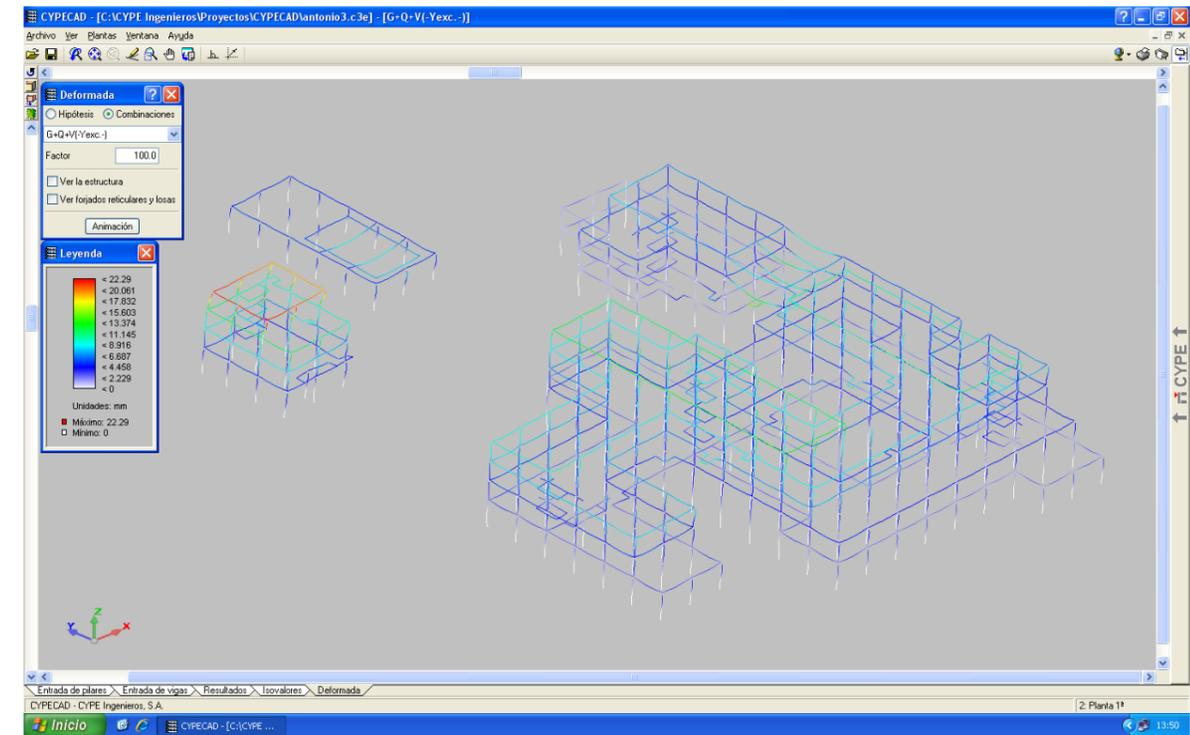 CYPECAD - [C:\CYPE Ingenieros\Proyectos\CYPECAD\antonio3.c3e] - [G+Q+V(-Yexc.-)]
Archivo Ver Plantas Ventana Ayuda
Deformada
Hipótesis Combinaciones
G+Q+V(-Yexc.-)
Factor 100.0
Ver la estructura
Ver forjados reticulares y losas
Animación
Leyenda
< 22.29
< 20.061
< 17.832
< 15.603
< 13.374
< 11.145
< 8.916
< 6.687
< 4.458
< 2.229
< 0
Unidades: mm
Máximo: 22.29
Mínimo: 0
CYPE
Z
Y
X
Entrada de pilares Entrada de vigas Resultados Isovalores Deformada
CYPECAD - CYPE Ingenieros, S.A.
2: Planta 1ª
Inicio
CYPECAD - [C:\CYPE ...
13:50